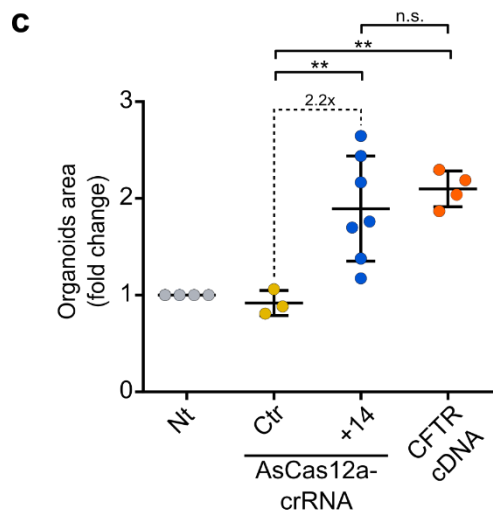 c
n.s.
**
**
2.2x
3
2
1
0
Organoids area
(fold change)
Nt
Ctr
+14
CFTR
cDNA
AsCas12a-
crRNA